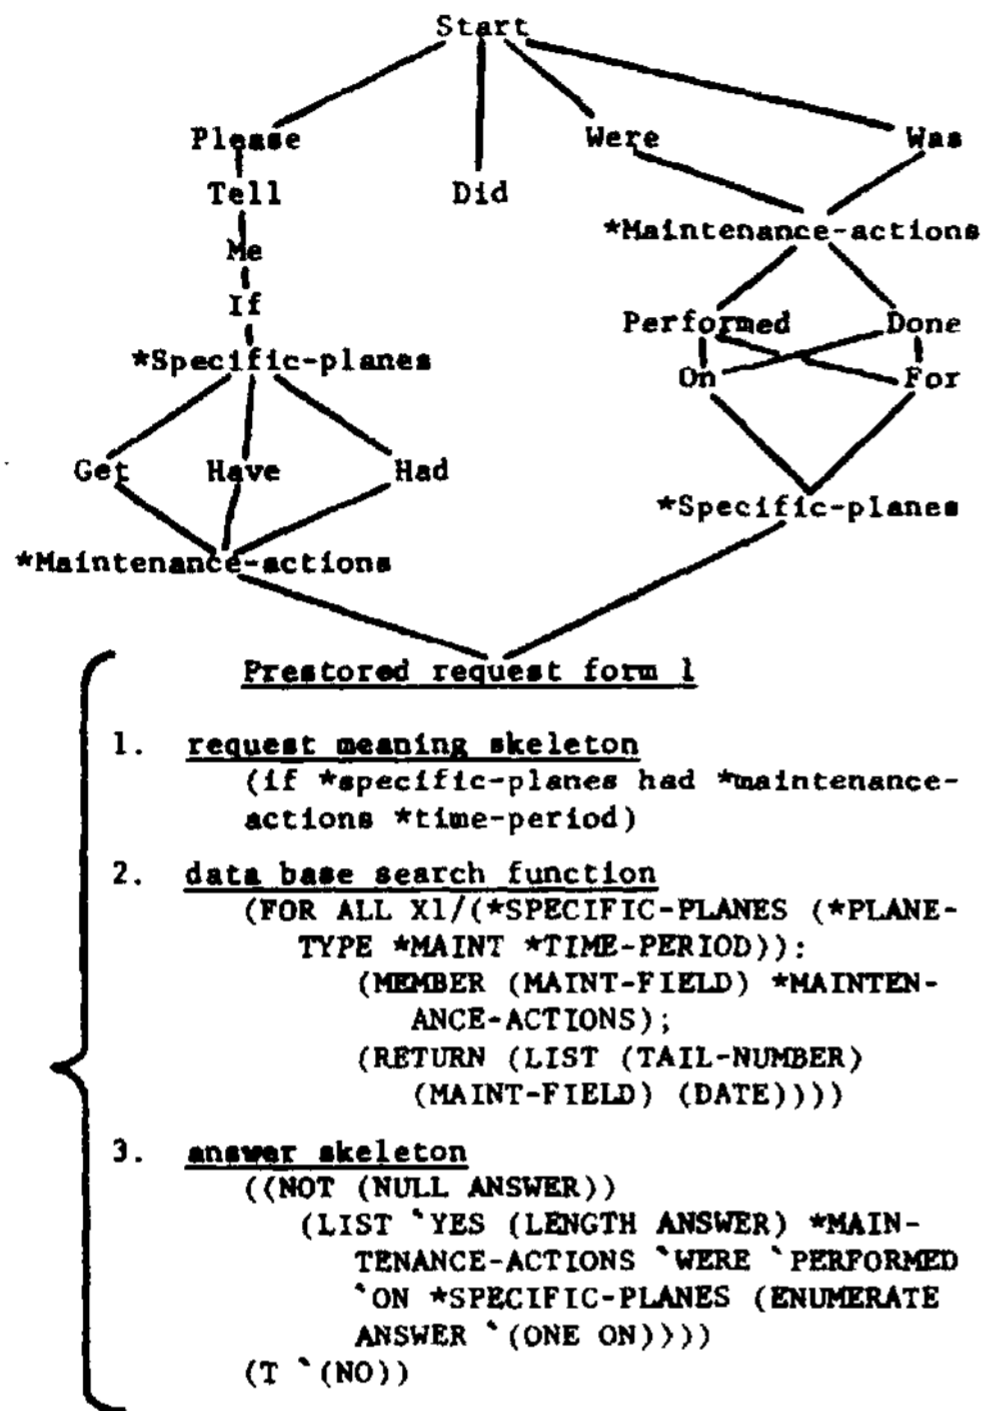 Start
Please
Were
Was
Tell
Did
*Maintenance-actions
Me
If
Performed
Done
*Specific-planes
On
For
Get
Have
Had
*Specific-planes
*Maintenance-actions
Prestored request form 1
1. request meaning skeleton
(if *specific-planes had *maintenance-
actions *time-period)
2. data base search function
(FOR ALL X1/(*SPECIFIC-PLANES (*PLANE-
TYPE *MAINT *TIME-PERIOD)):
(MEMBER (MAINT-FIELD) *MAINTEN-
ANCE-ACTIONS);
(RETURN (LIST (TAIL-NUMBER)
(MAINT-FIELD) (DATE))))
3. answer skeleton
((NOT (NULL ANSWER))
(LIST `YES (LENGTH ANSWER) *MAIN-
TENANCE-ACTIONS `WERE `PERFORMED
`ON *SPECIFIC-PLANES (ENUMERATE
ANSWER `(ONE ON))))
(T `(NO))